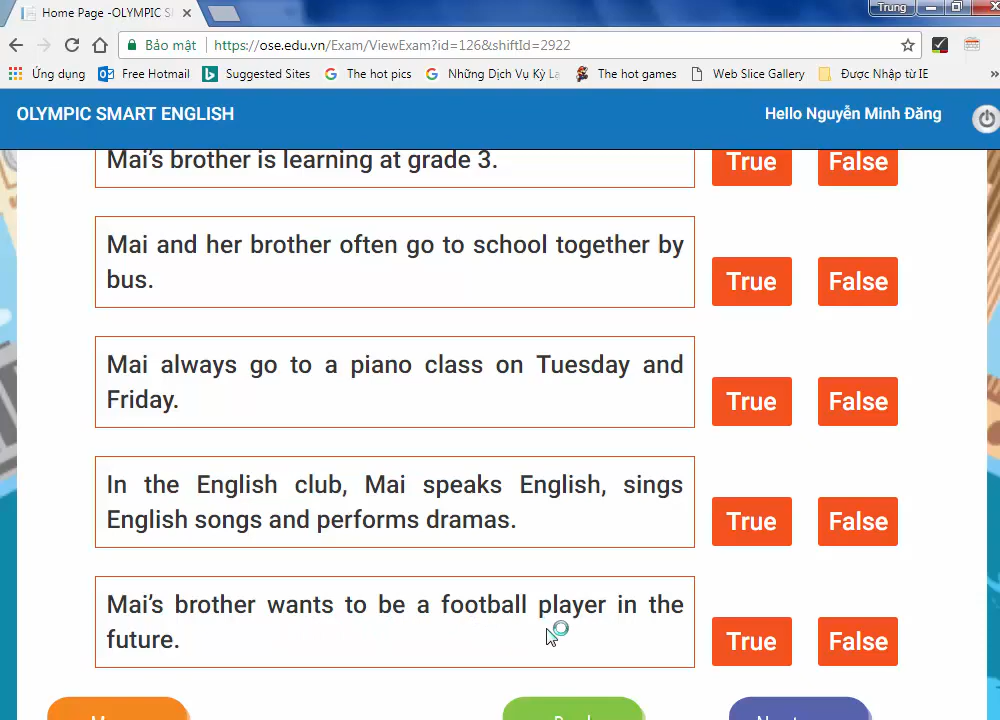 Home Page -OLYMPIC S
Trung
Bảo mật
https://ose.edu.vn/Exam/ViewExam?id=126&shiftId=2922
Ứng dụng
Free Hotmail
Suggested Sites
The hot pics
Những Dịch Vụ Kỳ
The hot games
Web Slice Gallery
Được Nhập từ IE
»
OLYMPIC SMART ENGLISH
Hello Nguyễn Minh Đăng
Mai's brother is learning at grade 3.
True False
Mai and her brother often go to school together by
bus.
True False
Mai always go to a piano class on Tuesday and
Friday.
True False
In the English club, Mai speaks English, sings
English songs and performs dramas.
True False
Mai's brother wants to be a football player in the
future.
True False